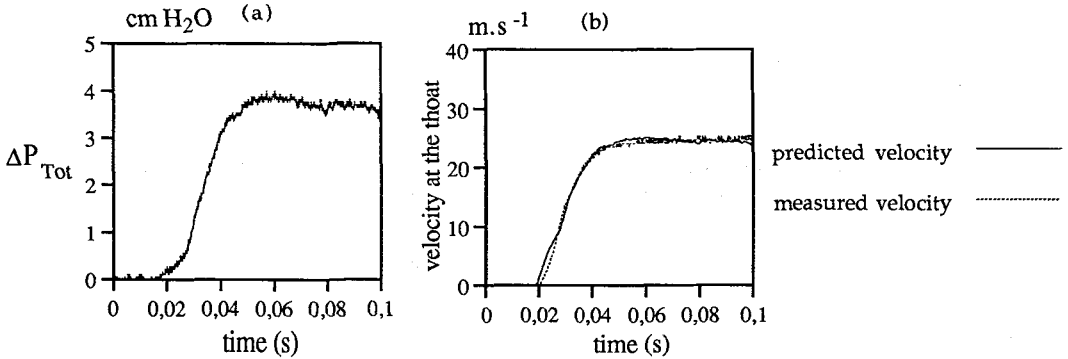 cm H₂O (a)
5
4
3
2
1
0
ΔP Tot
0 0,02 0,04 0,06 0,08 0,1
time (s)
m.s⁻¹ (b)
40
30
20
10
0
velocity at the thoat
0 0,02 0,04 0,06 0,08 0,1
time (s)
predicted velocity
measured velocity